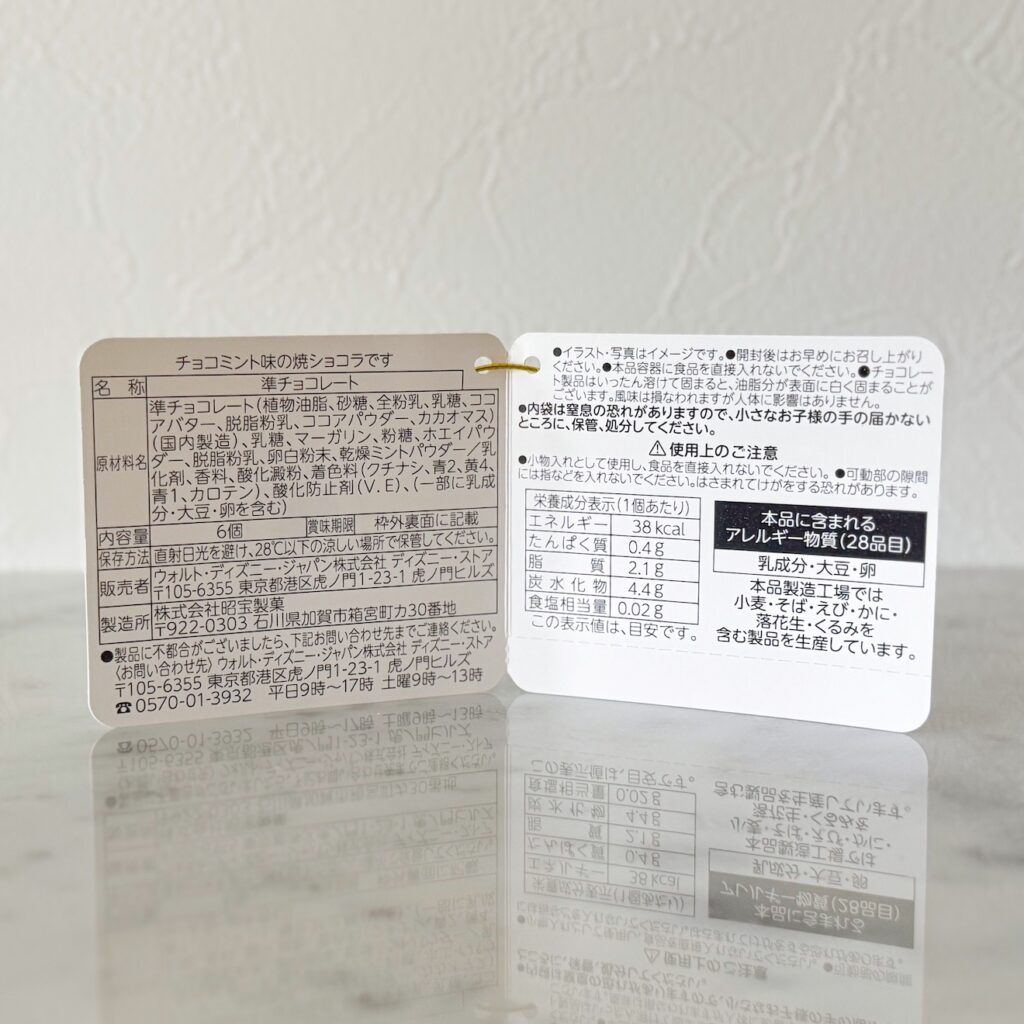 チョコミント味の焼ショコラです
名称 準チョコレート
原材料名 準チョコレート(植物油脂、砂糖、全粉乳、乳糖、ココ
アバター、脱脂粉乳、ココアパウダー、カカオマス)
(国内製造)、乳糖、マーガリン、粉糖、ホエイパウ
ダー、脱脂粉乳、卵白粉末、乾燥ミントパウダー/乳
化剤、香料、酸化澱粉、着色料(クチナシ、青2、黄4、
青1、カロテン)、酸化防止剤(V.E)、(一部に乳成
分・大豆・卵を含む)
内容量 6個 賞味期限 枠外裏面に記載
保存方法 直射日光を避け、28℃以下の涼しい場所で保管してください。
販売者 ウォルト・ディズニー・ジャパン株式会社 ディズニーストア
〒105-6355 東京都港区虎ノ門1-23-1 虎ノ門ヒルズ
製造所 株式会社昭宝製菓
〒922-0303 石川県加賀市箱宮町カ30番地
●製品に不都合がございましたら、下記お問い合わせ先までご連絡ください。
(お問い合わせ先) ウォルト・ディズニー・ジャパン株式会社 ディズニーストア
〒105-6355 東京都港区虎ノ門1-23-1 虎ノ門ヒルズ
☎0570-01-3932 平日9時〜17時 土曜9時〜13時
●イラスト・写真はイメージです。●開封後はお早めにお召し上がり
ください。●本品容器に食品を直接入れないでください。●チョコレー
ト製品はいったん溶けて固まると、油脂分が表面に白く固まることが
ございます。風味は損なわれますが人体に影響はありません。
●内袋は窒息の恐れがありますので、小さなお子様の手の届かない
ところに、保管、処分してください。
⚠使用上のご注意
●小物入れとして使用し、食品を直接入れないでください。●可動部の隙間
には指などを入れないでください。はさまれてけがをする恐れがあります。
栄養成分表示(1個あたり)
エネルギー 38kcal
たんぱく質 0.4g
脂質 2.1g
炭水化物 4.4g
食塩相当量 0.02g
この表示値は、目安です。
本品に含まれる
アレルギー物質(28品目)
乳成分・大豆・卵
本品製造工場では
小麦・そば・えび・かに・
落花生・くるみを
含む製品を生産しています。